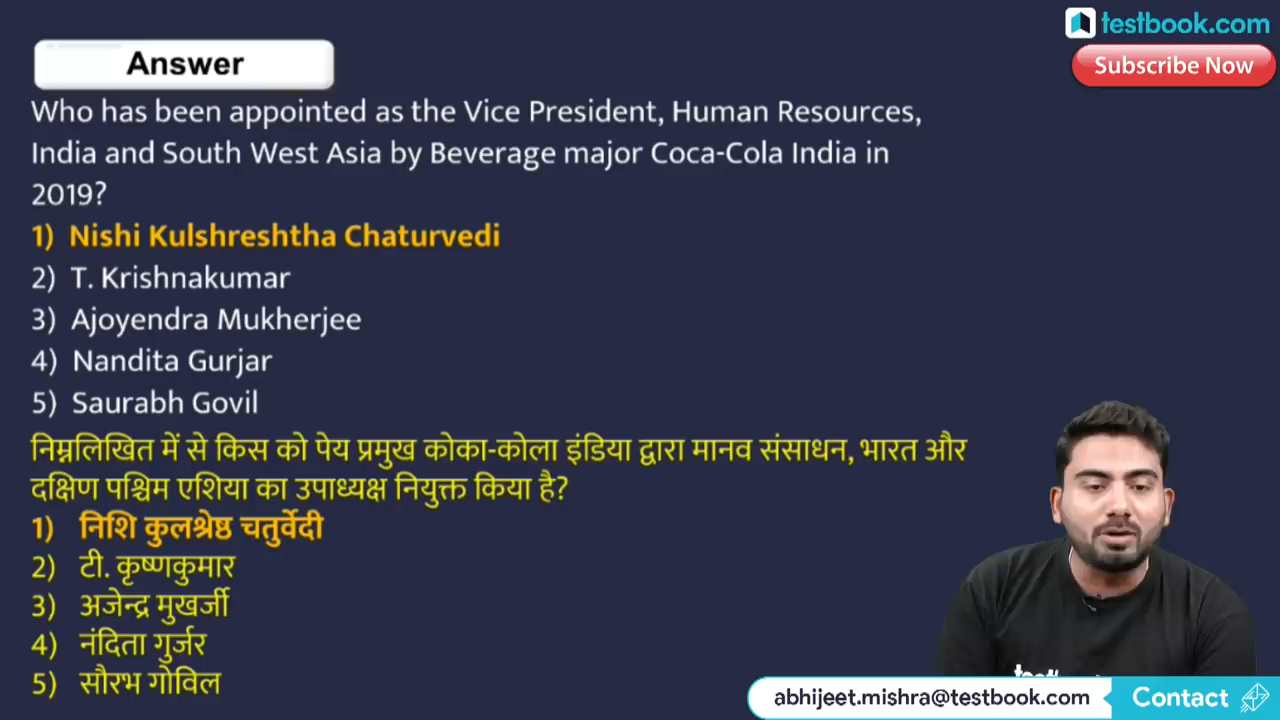 testbook.com
Subscribe Now
Answer
Who has been appointed as the Vice President, Human Resources,
India and South West Asia by Beverage major Coca-Cola India in
2019?
1) Nishi Kulshreshtha Chaturvedi
2) T. Krishnakumar
3) Ajoyendra Mukherjee
4) Nandita Gurjar
5) Saurabh Govil
निम्नलिखित में से किस को पेय प्रमुख कोका-कोला इंडिया द्वारा मानव संसाधन, भारत और
दक्षिण पश्चिम एशिया का उपाध्यक्ष नियुक्त किया है?
1) निशि कुलश्रेष्ठ चतुर्वेदी
2) टी. कृष्णकुमार
3) अजेन्द्र मुखर्जी
4) नंदिता गुर्जर
5) सौरभ गोविल
abhijeet.mishra@testbook.com
Contact